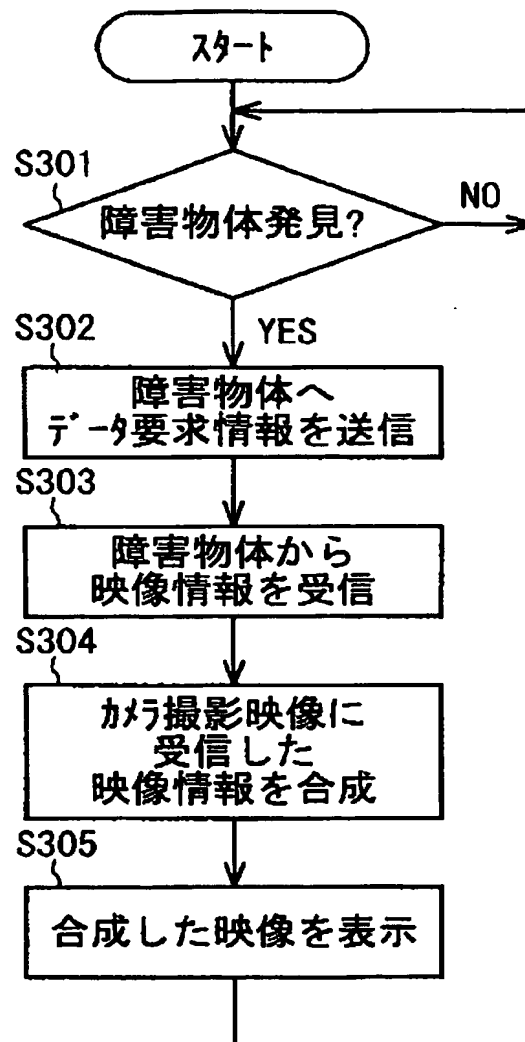 スタート
S301
障害物体発見?
NO
YES
S302
障害物体へ
データ要求情報を送信
S303
障害物体から
映像情報を受信
S304
カメラ撮影映像に
受信した
映像情報を合成
S305
合成した映像を表示